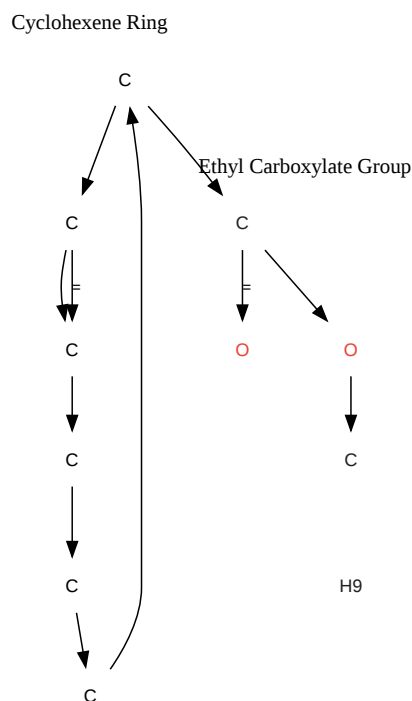 Cyclohexene Ring
C
Ethyl Carboxylate Group
C C
= =
C O O
C C
C H9
C